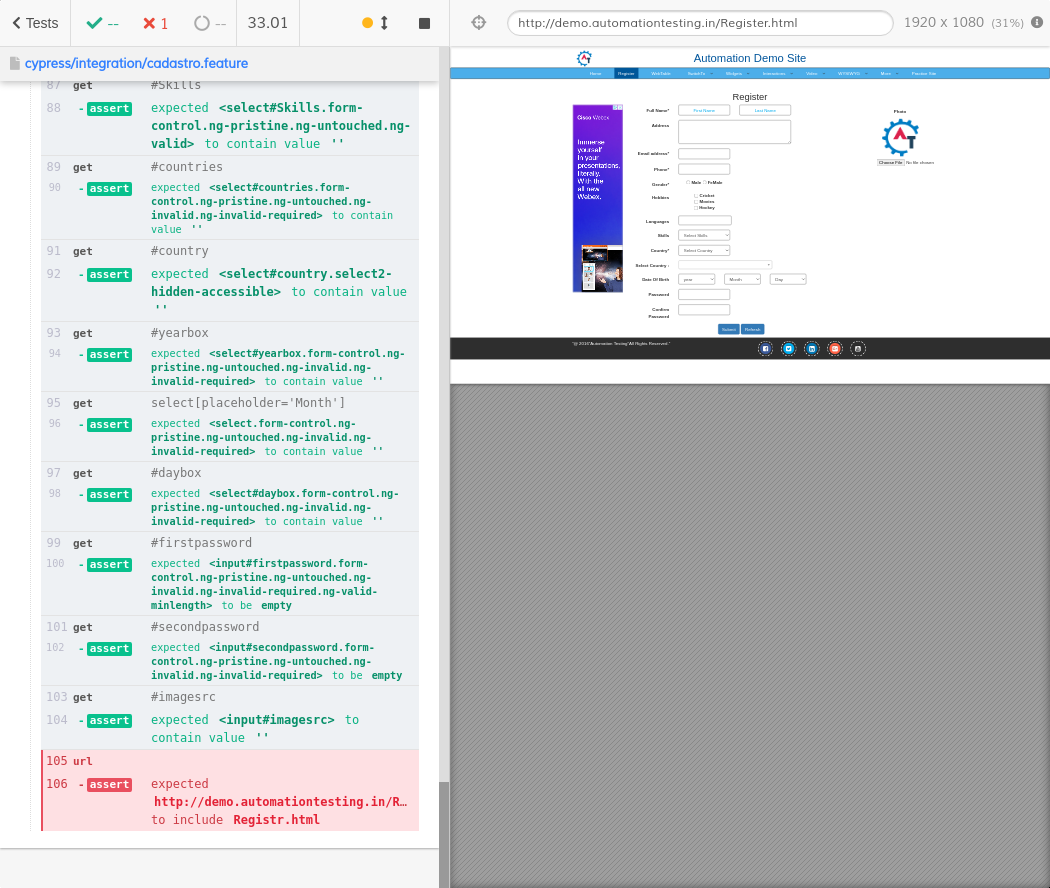 Tests
--
1
--
33.01
cypress/integration/cadastro.feature
87 get #Skills
88 - assert expected <select#Skills.form-
control.ng-pristine.ng-untouched.ng-
valid> to contain value ''
89 get #countries
90 - assert expected <select#countries.form-
control.ng-pristine.ng-untouched.ng-
invalid.ng-invalid-required> to contain
value ''
91 get #country
92 - assert expected <select#country.select2-
hidden-accessible> to contain value
''
93 get #yearbox
94 - assert expected <select#yearbox.form-control.ng-
pristine.ng-untouched.ng-invalid.ng-
invalid-required> to contain value ''
95 get select[placeholder='Month']
96 - assert expected <select.form-control.ng-
pristine.ng-untouched.ng-invalid.ng-
invalid-required> to contain value ''
97 get #daybox
98 - assert expected <select#daybox.form-control.ng-
pristine.ng-untouched.ng-invalid.ng-
invalid-required> to contain value ''
99 get #firstpassword
100 - assert expected <input#firstpassword.form-
control.ng-pristine.ng-untouched.ng-
invalid.ng-invalid-required.ng-valid-
minlength> to be empty
101 get #secondpassword
102 - assert expected <input#secondpassword.form-
control.ng-pristine.ng-untouched.ng-
invalid.ng-invalid-required> to be empty
103 get #imagesrc
104 - assert expected <input#imagesrc> to
contain value ''
105 url
106 - assert expected
http://demo.automationtesting.in/R…
to include Registr.html
http://demo.automationtesting.in/Register.html
1920 x 1080 (31%)
Automation Demo Site
Home Register WebTable SwitchTo Widgets Interactions Video WYSIWYG More Practice Site
Register
Cisco Webex
Immerse
yourself
in your
presentations,
literally.
With the
all new
Webex.
Full Name* First Name Last Name
Address
Email address*
Phone*
Gender* Male FeMale
Hobbies Cricket
Movies
Hockey
Languages
Skills Select Skills
Country* Select Country
Select Country :
Date Of Birth year Month Day
Password
Confirm
Password
Submit Refresh
Photo
AT
Choose File No file chosen
"@ 2016"Automation Testing"All Rights Reserved."